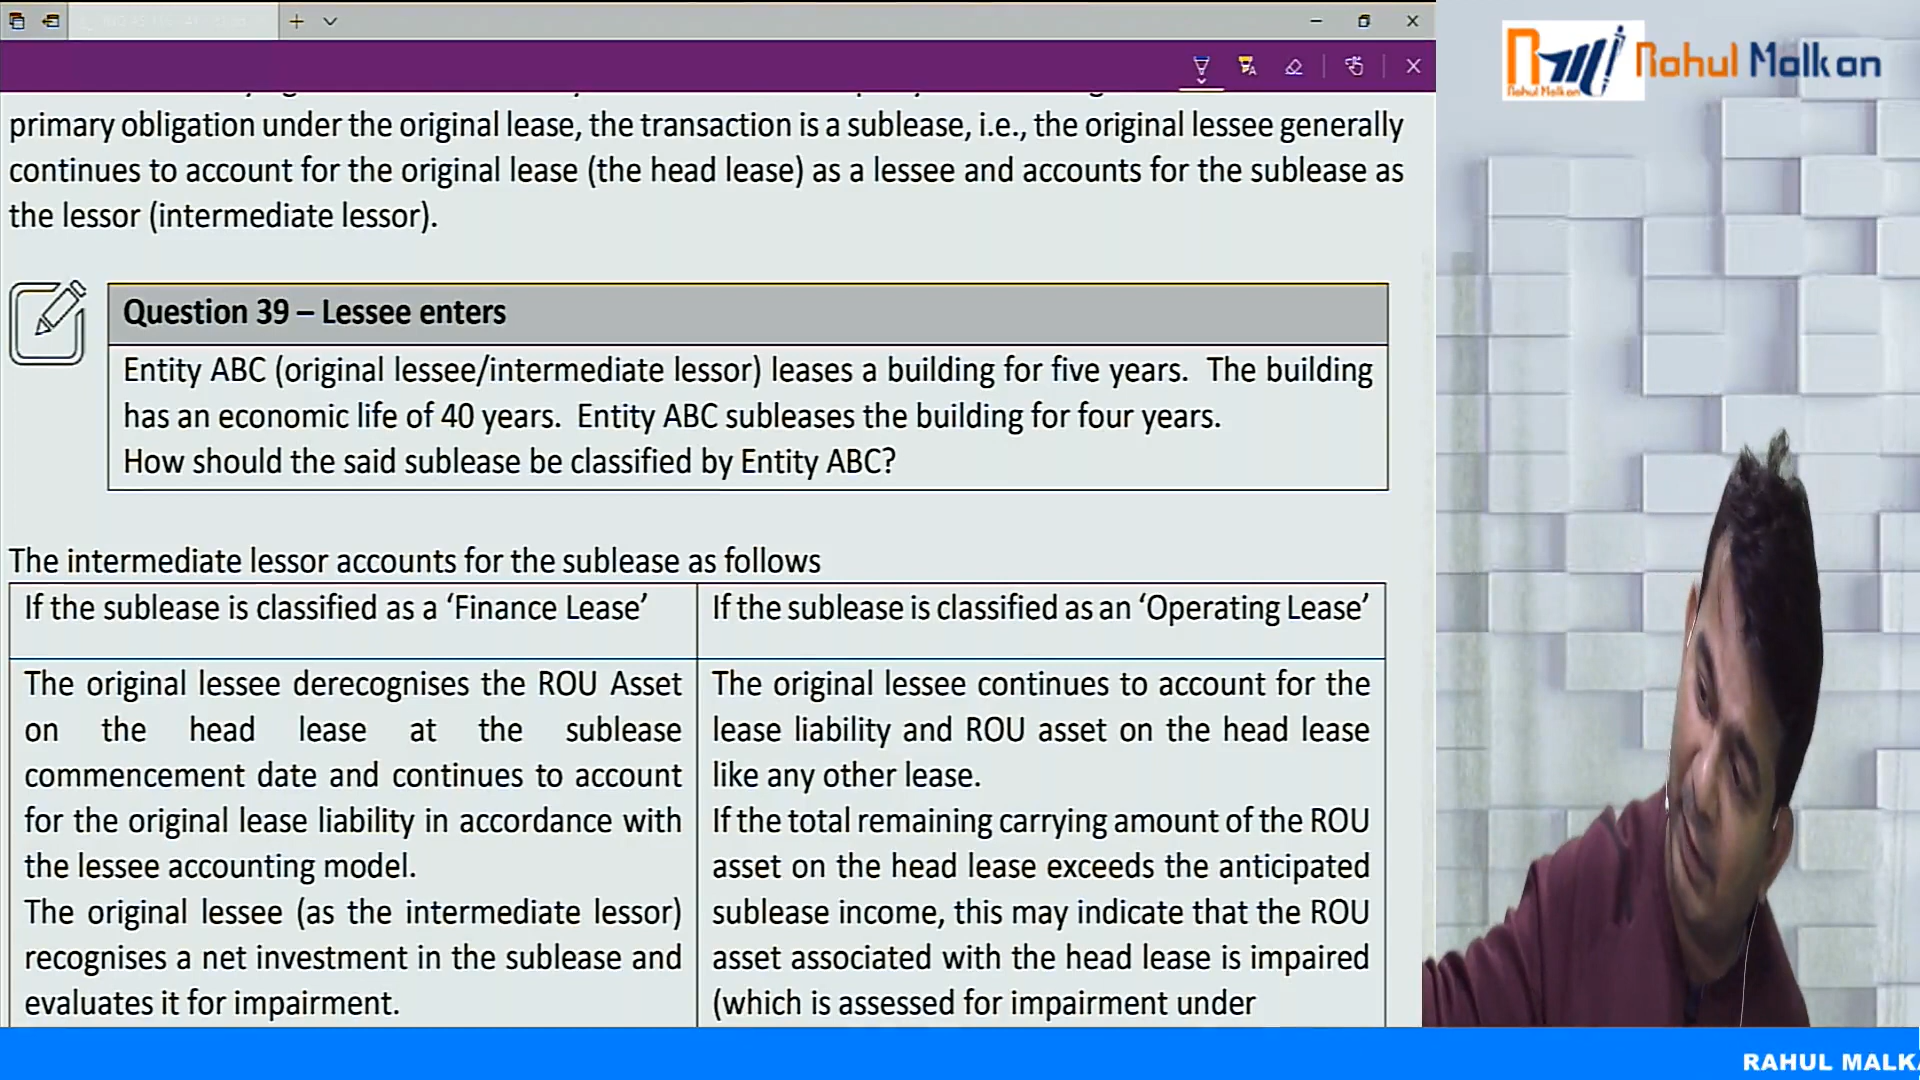 Rahul Malkan
Rahul Malkan
primary obligation under the original lease, the transaction is a sublease, i.e., the original lessee generally
continues to account for the original lease (the head lease) as a lessee and accounts for the sublease as
the lessor (intermediate lessor).
Question 39 – Lessee enters
Entity ABC (original lessee/intermediate lessor) leases a building for five years. The building
has an economic life of 40 years. Entity ABC subleases the building for four years.
How should the said sublease be classified by Entity ABC?
The intermediate lessor accounts for the sublease as follows
If the sublease is classified as a ‘Finance Lease’
The original lessee derecognises the ROU Asset
on the head lease at the sublease
commencement date and continues to account
for the original lease liability in accordance with
the lessee accounting model.
The original lessee (as the intermediate lessor)
recognises a net investment in the sublease and
evaluates it for impairment.
If the sublease is classified as an ‘Operating Lease’
The original lessee continues to account for the
lease liability and ROU asset on the head lease
like any other lease.
If the total remaining carrying amount of the ROU
asset on the head lease exceeds the anticipated
sublease income, this may indicate that the ROU
asset associated with the head lease is impaired
(which is assessed for impairment under
RAHUL MALKA